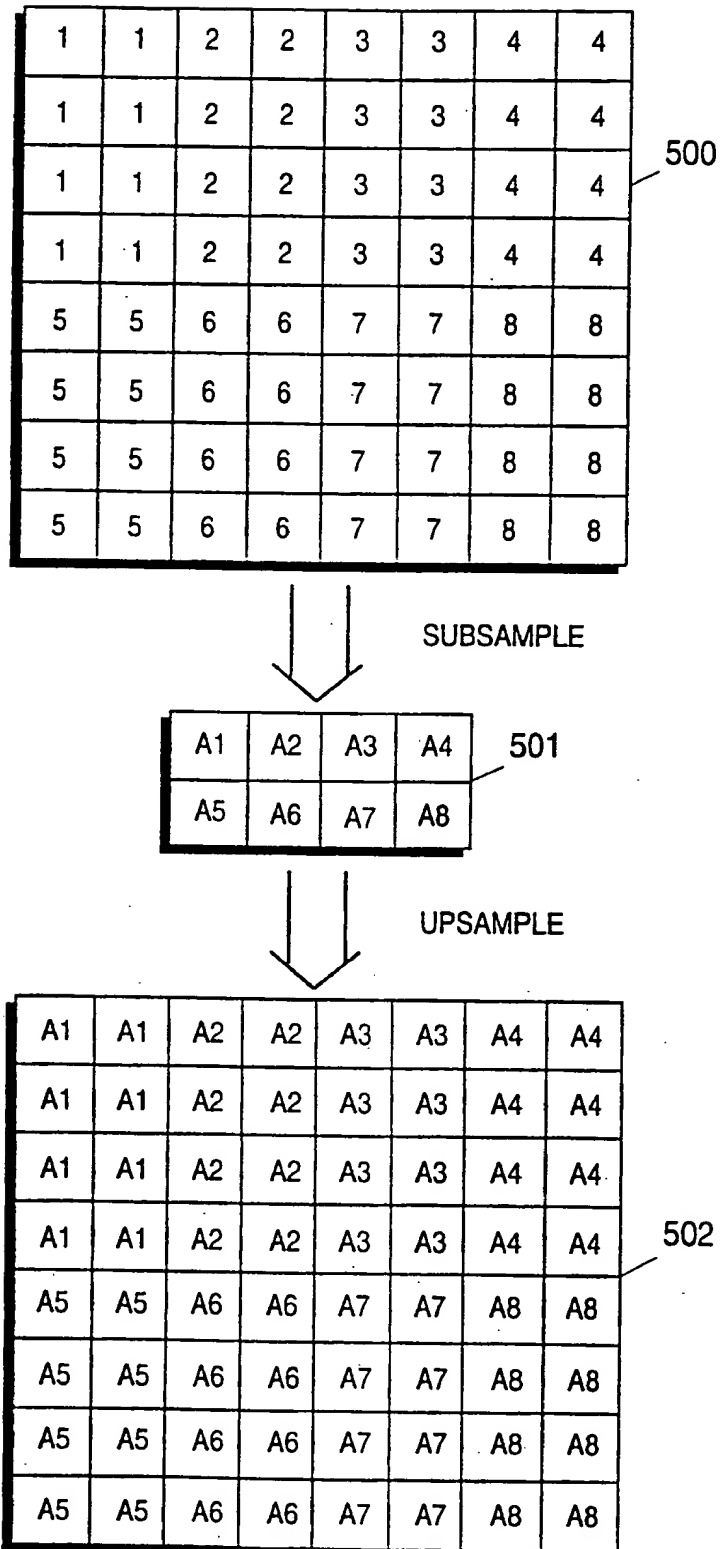 1 1 2 2 3 3 4 4
1 1 2 2 3 3 4 4
500
1 1 2 2 3 3 4 4
1 1 2 2 3 3 4 4
5 5 6 6 7 7 8 8
5 5 6 6 7 7 8 8
5 5 6 6 7 7 8 8
5 5 6 6 7 7 8 8
SUBSAMPLE
A1 A2 A3 A4
501
A5 A6 A7 A8
UPSAMPLE
A1 A1 A2 A2 A3 A3 A4 A4
A1 A1 A2 A2 A3 A3 A4 A4
A1 A1 A2 A2 A3 A3 A4 A4
A1 A1 A2 A2 A3 A3 A4 A4
502
A5 A5 A6 A6 A7 A7 A8 A8
A5 A5 A6 A6 A7 A7 A8 A8
A5 A5 A6 A6 A7 A7 A8 A8
A5 A5 A6 A6 A7 A7 A8 A8